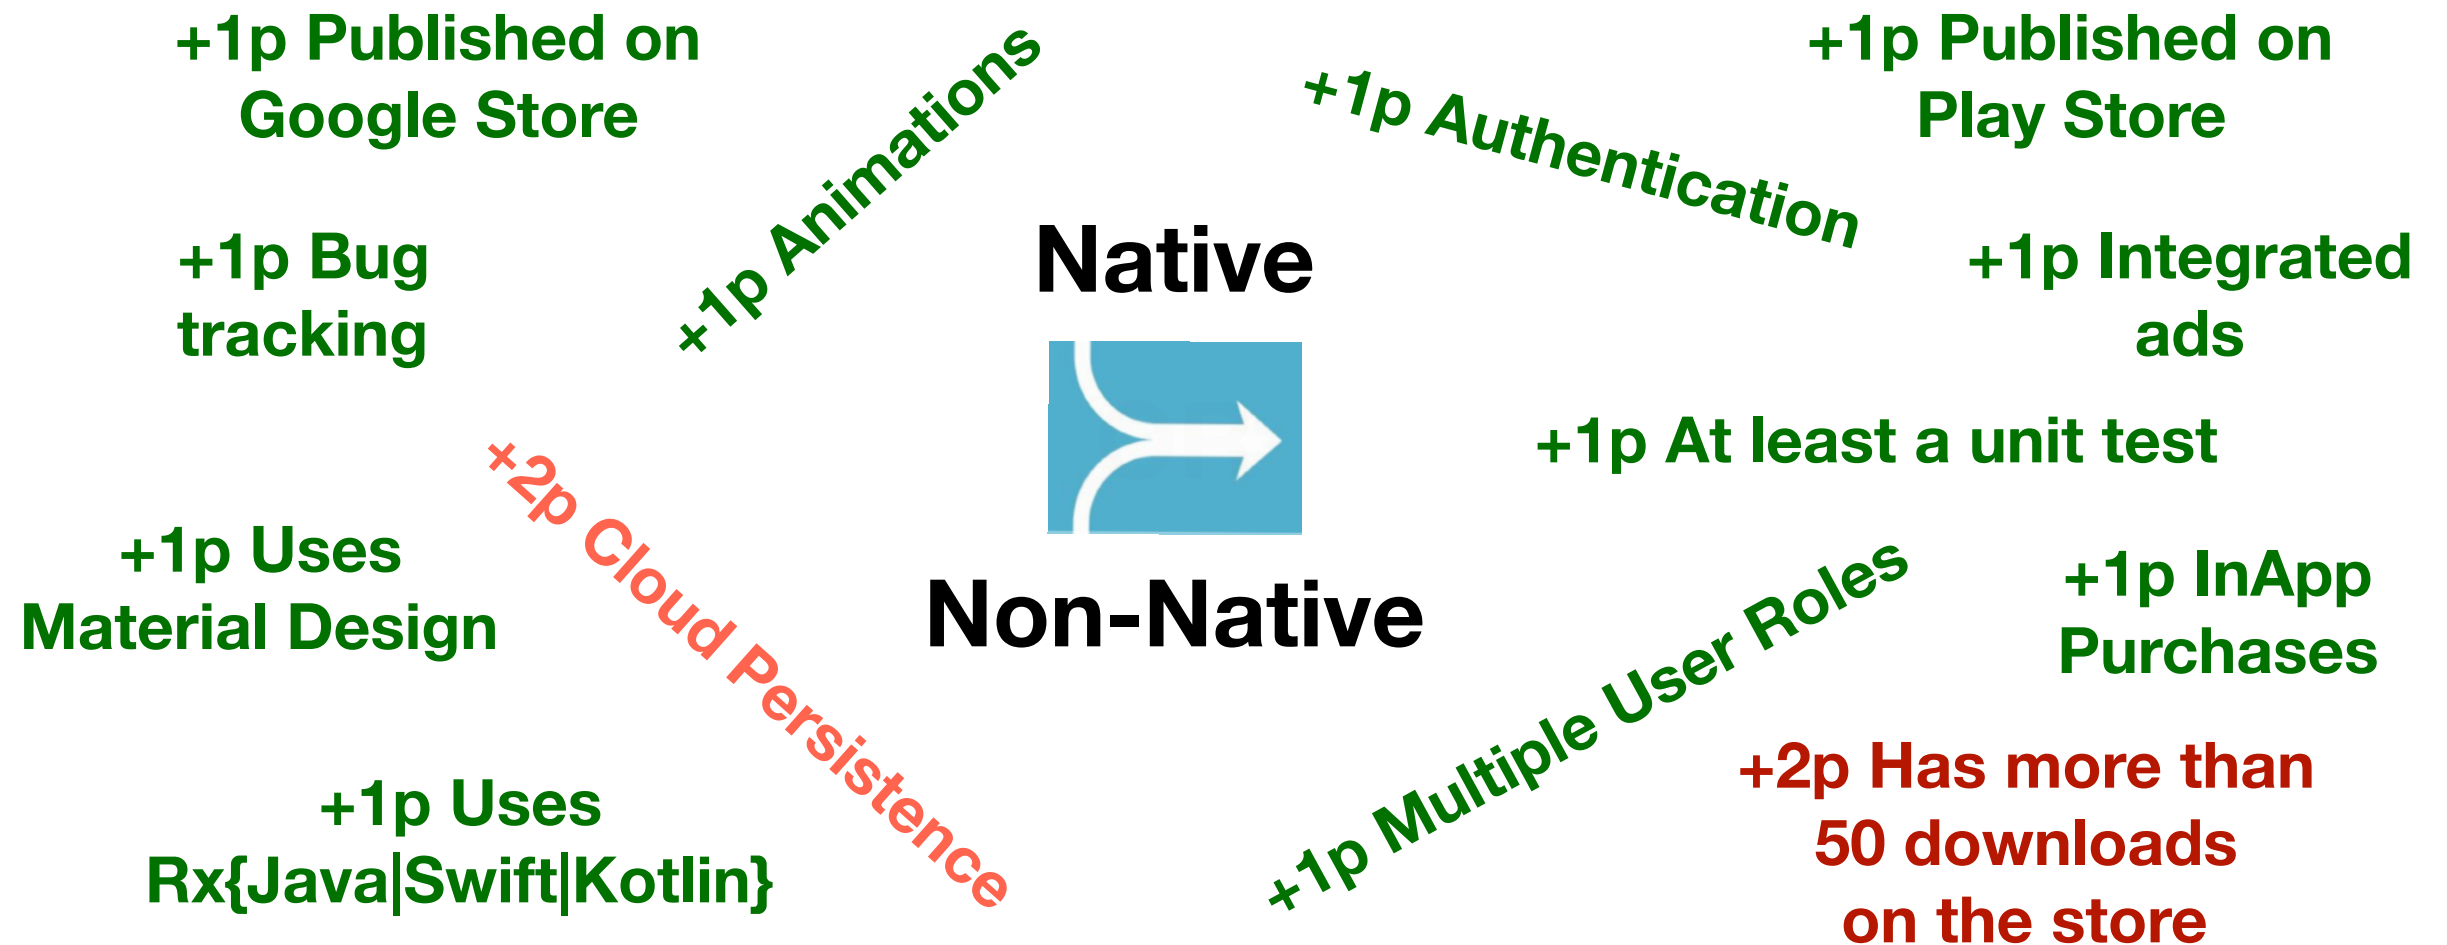 +1p Published on
Google Store
+1p Animations
+1p Authentication
+1p Published on
Play Store
+1p Bug
tracking
Native
+1p Integrated
ads
+1p At least a unit test
+2p Cloud Persistence
+1p Uses
Material Design
Non-Native
+1p Multiple User Roles
+1p InApp
Purchases
+1p Uses
Rx{Java|Swift|Kotlin}
+2p Has more than
50 downloads
on the store